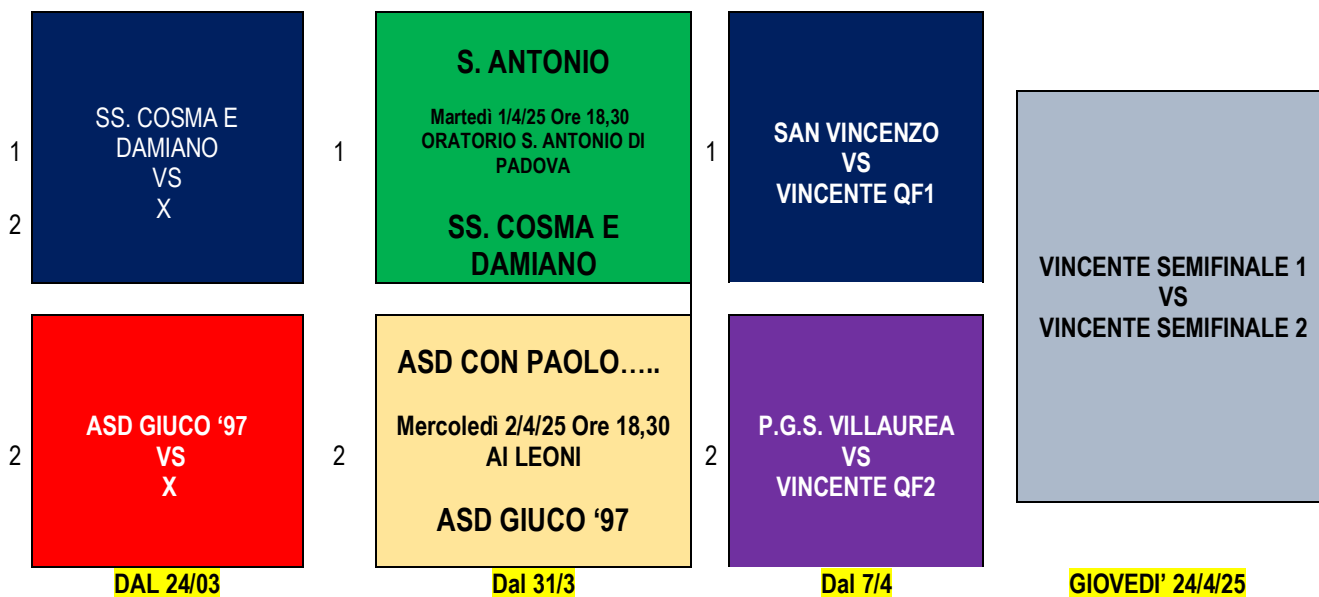 1
2
SS. COSMA E
DAMIANO
VS
X
1
S. ANTONIO
Martedì 1/4/25 Ore 18,30
ORATORIO S. ANTONIO DI
PADOVA
SS. COSMA E
DAMIANO
1
SAN VINCENZO
VS
VINCENTE QF1
VINCENTE SEMIFINALE 1
VS
VINCENTE SEMIFINALE 2
2
ASD GIUCO ‘97
VS
X
2
ASD CON PAOLO…..
Mercoledì 2/4/25 Ore 18,30
AI LEONI
ASD GIUCO ‘97
2
P.G.S. VILLAUREA
VS
VINCENTE QF2
DAL 24/03
Dal 31/3
Dal 7/4
GIOVEDI’ 24/4/25